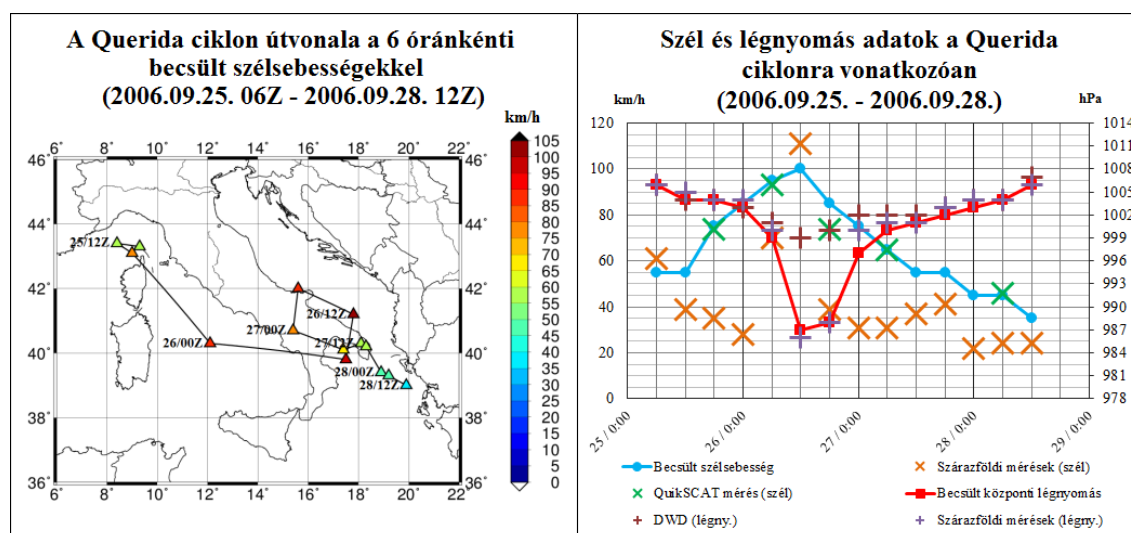 A Querida ciklon útvonala a 6 óránkénti
becsült szélsebességekkel
(2006.09.25. 06Z - 2006.09.28. 12Z)
km/h
46°
44°
42°
40°
38°
36°
6° 8° 10° 12° 14° 16° 18° 20° 22°
25/12Z
26/00Z
26/12Z
27/00Z
27/12Z
28/00Z
28/12Z
46°
44°
42°
40°
38°
36°
6° 8° 10° 12° 14° 16° 18° 20° 22°
105
100
95
90
85
80
75
70
65
60
55
50
45
40
35
30
25
20
15
10
5
0
Szél és légnyomás adatok a Querida
ciklonra vonatkozóan
(2006.09.25. - 2006.09.28.)
km/h
hPa
120
100
80
60
40
20
0
1014
1011
1008
1005
1002
999
996
993
990
987
984
981
978
25 / 0:00
26 / 0:00
27 / 0:00
28 / 0:00
29 / 0:00
Becsült szélsebesség
Szárazföldi mérések (szél)
QuikSCAT mérés (szél)
Becsült központi légnyomás
DWD (légny.)
Szárazföldi mérések (légny.)